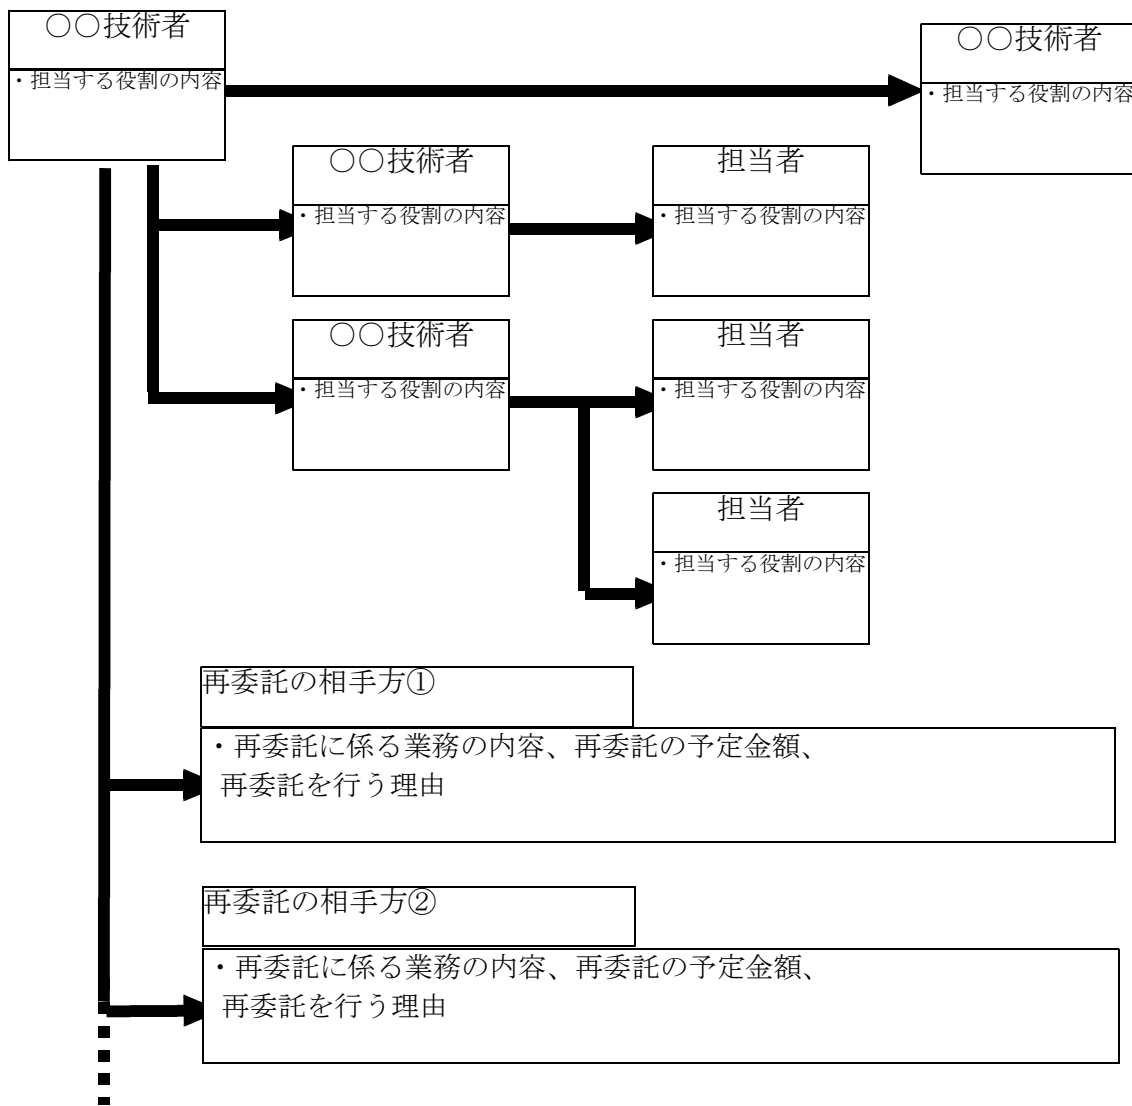 〇〇技術者
・担当する役割の内容
〇〇技術者
・担当する役割の内容
〇〇技術者
・担当する役割の内容
担当者
・担当する役割の内容
〇〇技術者
・担当する役割の内容
担当者
・担当する役割の内容
担当者
・担当する役割の内容
再委託の相手方①
・再委託に係る業務の内容、再委託の予定金額、
再委託を行う理由
再委託の相手方②
・再委託に係る業務の内容、再委託の予定金額、
再委託を行う理由